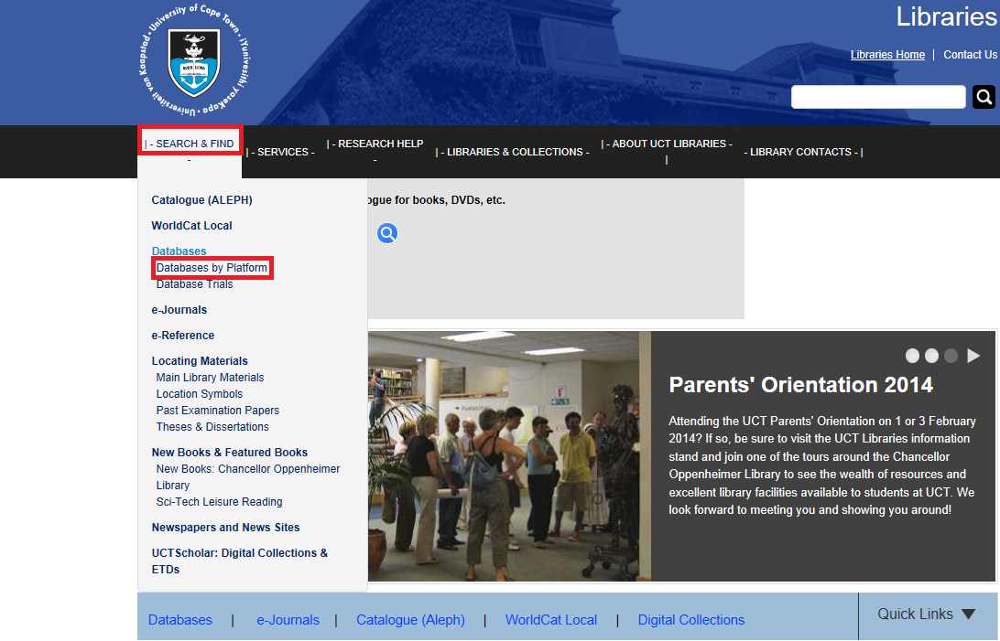 University of Cape Town · iYunivesithi yaseKapa · Universiteit van Kaapstad
Libraries
Libraries Home | Contact Us
|- SEARCH & FIND
-
|- SERVICES -
|- RESEARCH HELP
-
|- LIBRARIES & COLLECTIONS -
|- ABOUT UCT LIBRARIES -
|
- LIBRARY CONTACTS - |
Catalogue (ALEPH)
ogue for books, DVDs, etc.
WorldCat Local
Databases
Databases by Platform
Database Trials
e-Journals
e-Reference
Locating Materials
Main Library Materials
Location Symbols
Past Examination Papers
Theses & Dissertations
New Books & Featured Books
New Books: Chancellor Oppenheimer
Library
Sci-Tech Leisure Reading
Newspapers and News Sites
UCTScholar: Digital Collections &
ETDs
Parents' Orientation 2014
Attending the UCT Parents' Orientation on 1 or 3 February
2014? If so, be sure to visit the UCT Libraries information
stand and join one of the tours around the Chancellor
Oppenheimer Library to see the wealth of resources and
excellent library facilities available to students at UCT. We
look forward to meeting you and showing you around!
Databases | e-Journals | Catalogue (Aleph) | WorldCat Local | Digital Collections
Quick Links